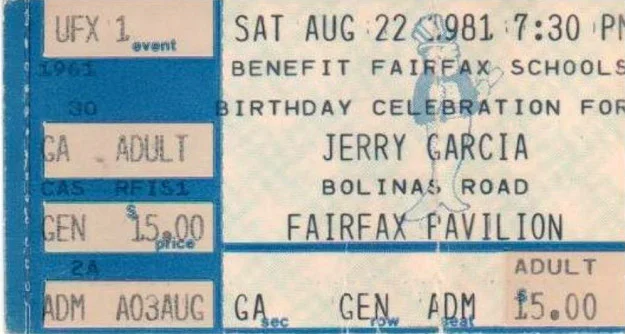 UFX 1 event
1961
30
GA ADULT
CAS RFIS1
GEN $15.00 price
2A
ADM A03AUG
SAT AUG 22 1981 7:30 PM
BENEFIT FAIRFAX SCHOOLS
BIRTHDAY CELEBRATION FOR
JERRY GARCIA
BOLINAS ROAD
FAIRFAX PAVILION
ADULT
GA GEN ADM $15.00
sec row seat